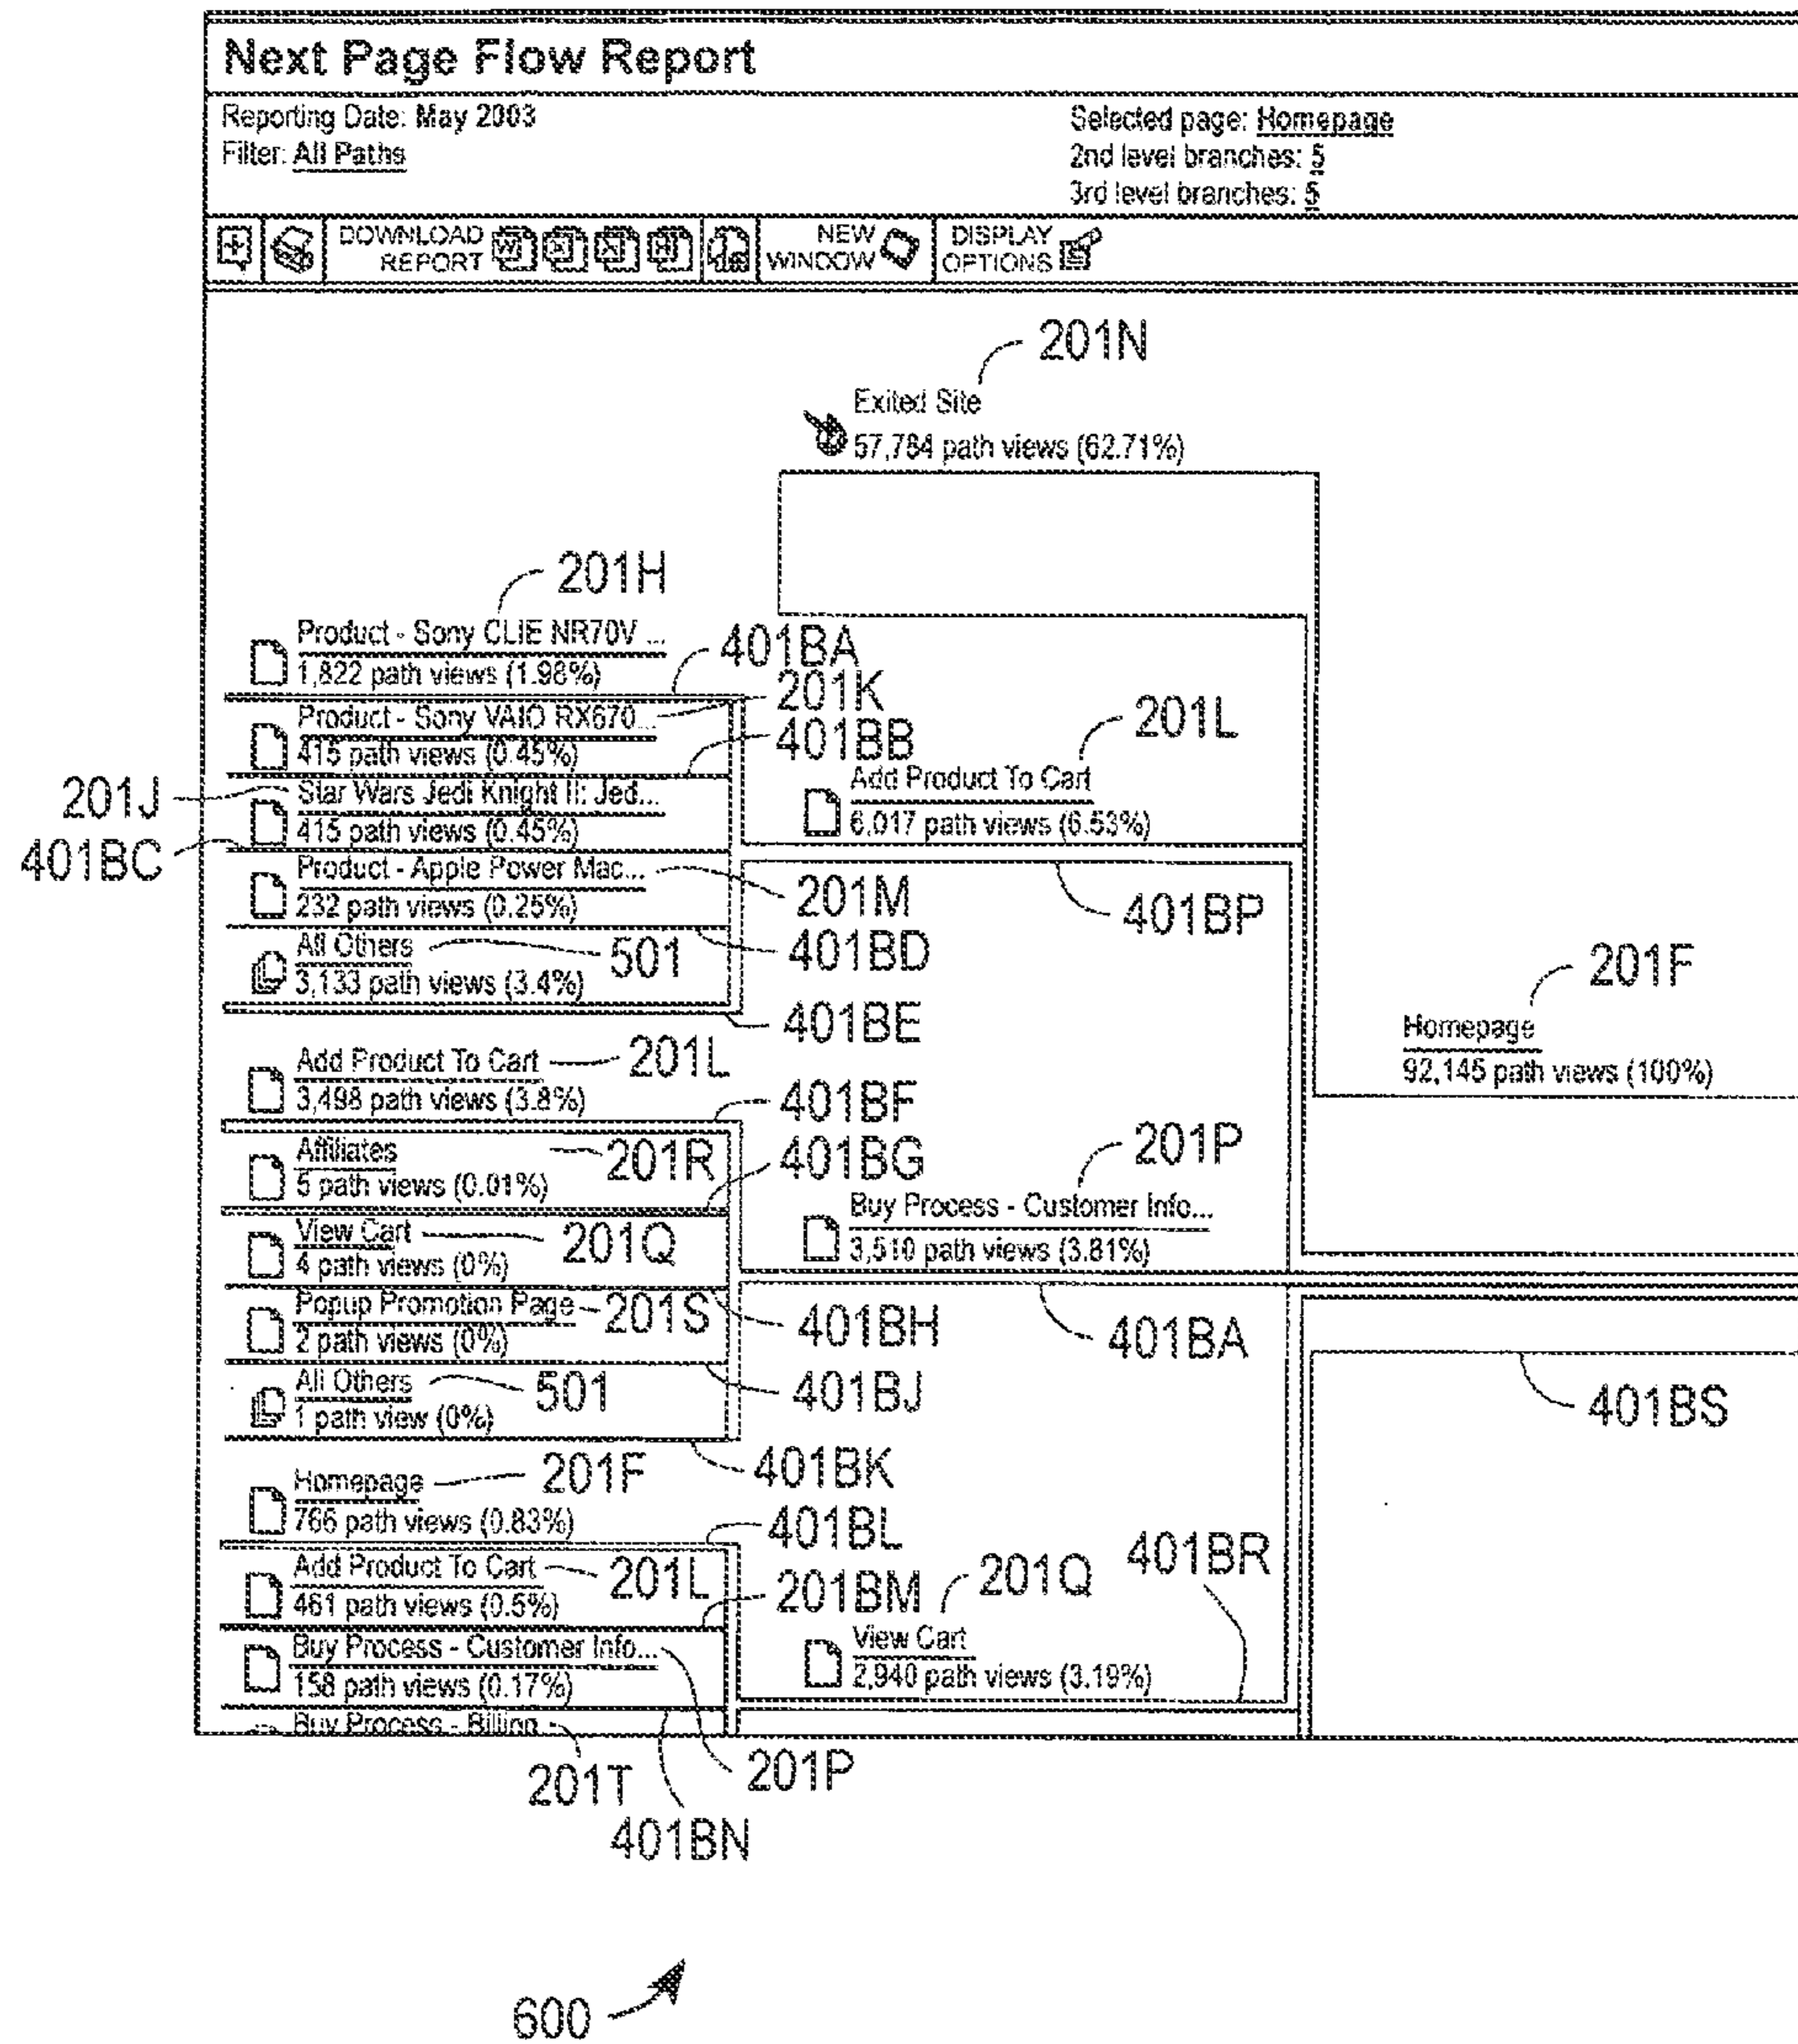 Next Page Flow Report
Reporting Date: May 2003
Filter: All Paths
Selected page: Homepage
2nd level branches: 5
3rd level branches: 5
DOWNLOAD REPORT
NEW WINDOW
DISPLAY OPTIONS
201N
Exited Site
57,784 path views (62.71%)
201H
Product - Sony CLIE NR70V ...
1,822 path views (1.98%)
401BA
201K
Product - Sony VAIO RX670...
415 path views (0.45%)
401BB
201L
Add Product To Cart
6,017 path views (6.53%)
201J
Star Wars Jedi Knight II: Jed...
415 path views (0.45%)
401BC
Product - Apple Power Mac...
232 path views (0.25%)
201M
401BP
401BD
All Others
3,133 path views (3.4%)
501
401BE
201F
Homepage
92,145 path views (100%)
Add Product To Cart
3,498 path views (3.8%)
201L
401BF
Affiliates
5 path views (0.01%)
201R
401BG
201P
Buy Process - Customer Info...
3,510 path views (3.81%)
View Cart
4 path views (0%)
201Q
Popup Promotion Page
2 path views (0%)
201S
401BH
401BA
All Others
1 path view (0%)
501
401BJ
401BS
401BK
Homepage
766 path views (0.83%)
201F
401BL
Add Product To Cart
461 path views (0.5%)
201L
201BM
201Q
401BR
View Cart
2,940 path views (3.19%)
Buy Process - Customer Info...
158 path views (0.17%)
Buy Process - Billing
201T
201P
401BN
600